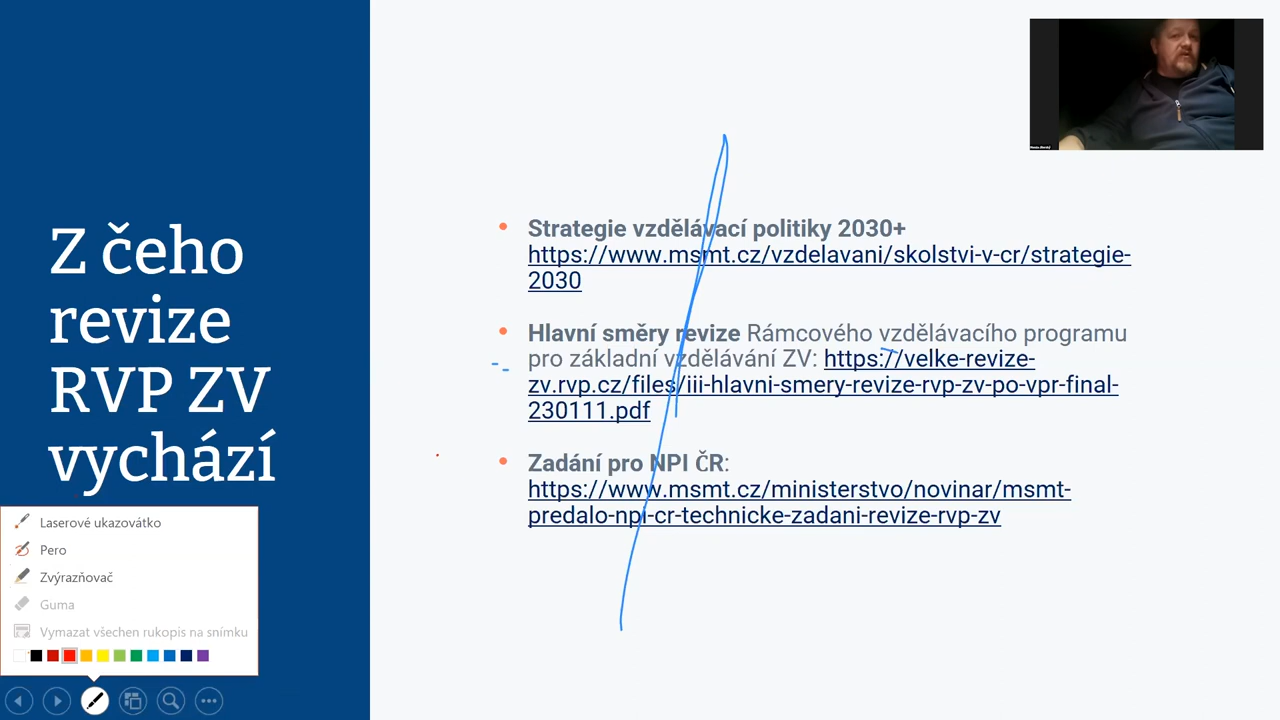 Z čeho
revize
RVP ZV
vychází
Strategie vzdělávací politiky 2030+
https://www.msmt.cz/vzdelavani/skolstvi-v-cr/strategie-
2030
Hlavní směry revize Rámcového vzdělávacího programu
pro základní vzdělávání ZV: https://velke-revize-
zv.rvp.cz/files/iii-hlavni-smery-revize-rvp-zv-po-vpr-final-
230111.pdf
Zadání pro NPI ČR:
https://www.msmt.cz/ministerstvo/novinar/msmt-
predalo-npi-cr-technicke-zadani-revize-rvp-zv
Laserové ukazovátko
Pero
Zvýrazňovač
Guma
Vymazat všechen rukopis na snímku